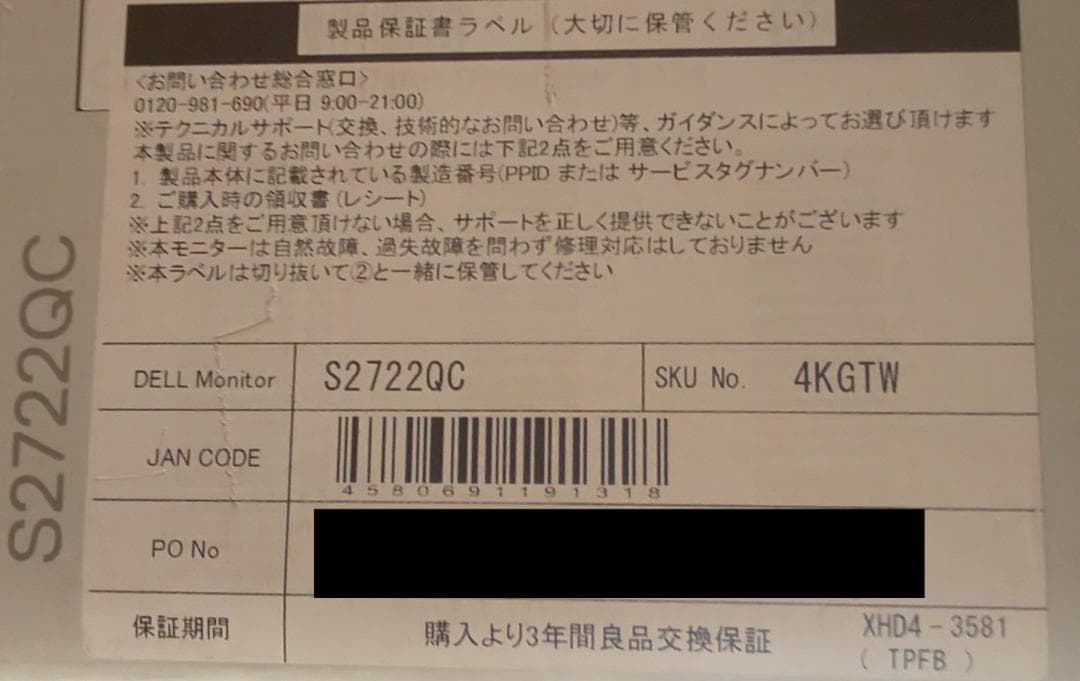 製品保証書ラベル (大切に保管ください)
<お問い合わせ総合窓口>
0120-981-690(平日 9:00-21:00)
※テクニカルサポート(交換、技術的なお問い合わせ)等、ガイダンスによってお選び頂けます
本製品に関するお問い合わせの際には下記2点をご用意ください。
1. 製品本体に記載されている製造番号(PPID または サービスタグナンバー)
2. ご購入時の領収書(レシート)
※上記2点をご用意頂けない場合、サポートを正しく提供できないことがございます
※本モニターは自然故障、過失故障を問わず修理対応はしておりません
※本ラベルは切り抜いて②と一緒に保管してください
S2722QC
DELL Monitor S2722QC SKU No. 4KGTW
JAN CODE
4580691191318
PO No
保証期間 購入より3年間良品交換保証 XHD4-3581
( TPFB )